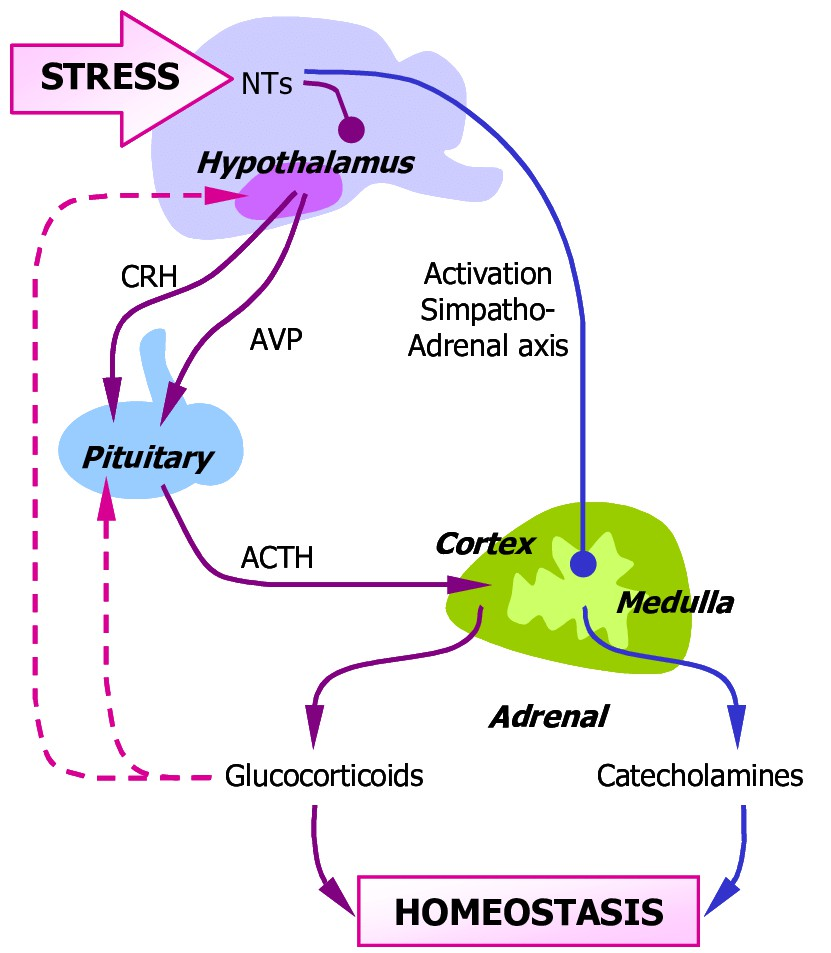 STRESS
NTs
Hypothalamus
CRH
AVP
Activation
Simpatho-
Adrenal axis
Pituitary
ACTH
Cortex
Medulla
Adrenal
Glucocorticoids
Catecholamines
HOMEOSTASIS